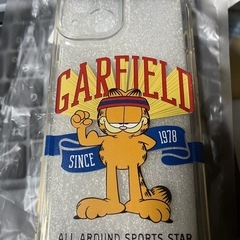 GARFIELD
SINCE 1978
ALL AROUND SPORTS STAR